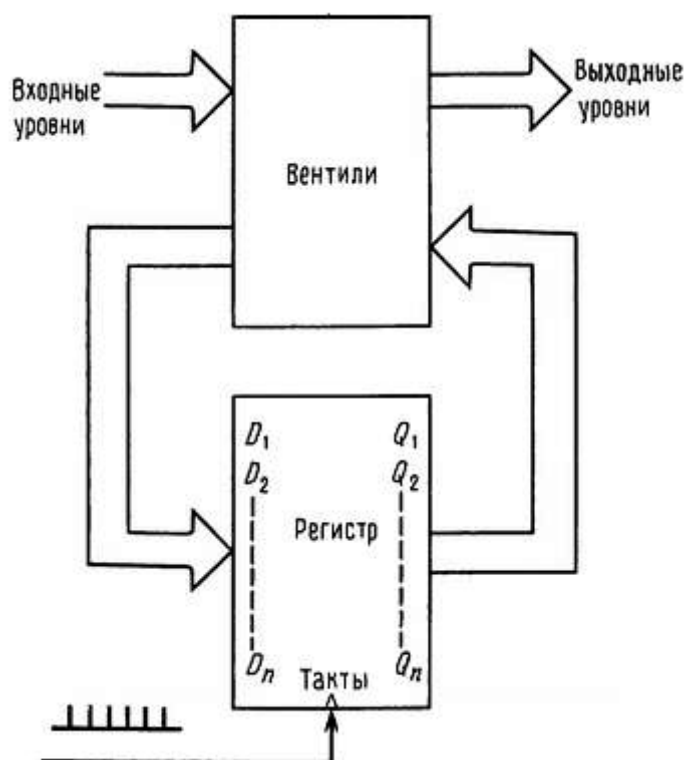 Входные
уровни
Выходные
уровни
Вентили
D₁ Q₁
D₂ Q₂
Регистр
Dₙ Qₙ
Такты